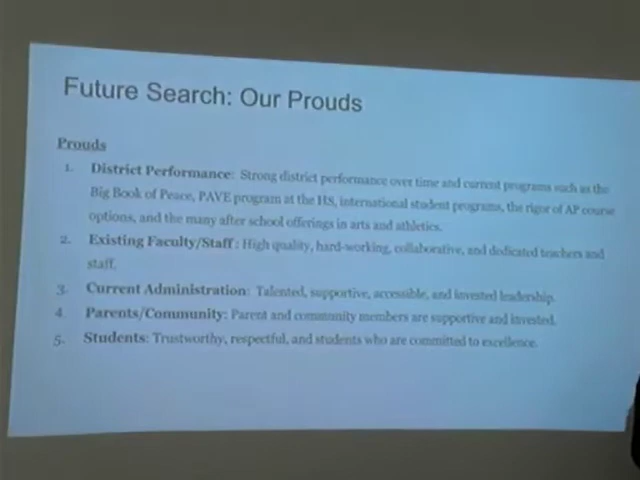 Future Search: Our Prouds
Prouds
1. District Performance: Strong district performance over time and current programs such as the
Big Book of Peace, PAVE program at the HS, international student programs, the rigor of AP course
options, and the many after school offerings in arts and athletics.
2. Existing Faculty/Staff : High quality, hard-working, collaborative, and dedicated teachers and
staff.
3. Current Administration: Talented, supportive, accessible, and invested leadership.
4. Parents/Community: Parent and community members are supportive and invested.
5. Students: Trustworthy, respectful, and students who are committed to excellence.